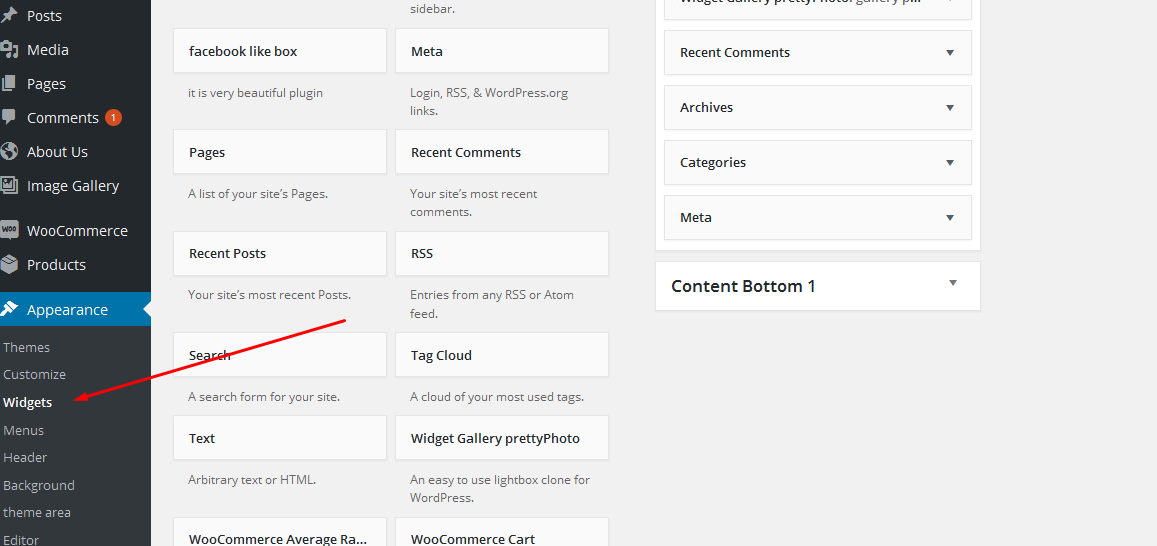 Posts
Media
Pages
Comments 1
About Us
Image Gallery
WooCommerce
Products
Appearance
Themes
Customize
Widgets
Menus
Header
Background
theme area
Editor
sidebar.
facebook like box
it is very beautiful plugin
Meta
Login, RSS, & WordPress.org
links.
Pages
A list of your site's Pages.
Recent Comments
Your site's most recent
comments.
Recent Posts
Your site's most recent Posts.
RSS
Entries from any RSS or Atom
feed.
Search
A search form for your site.
Tag Cloud
A cloud of your most used tags.
Text
Arbitrary text or HTML.
Widget Gallery prettyPhoto
An easy to use lightbox clone for
WordPress.
WooCommerce Average Ra...
WooCommerce Cart
Widget Gallery prettyPhoto: gallery p...
Recent Comments
Archives
Categories
Meta
Content Bottom 1